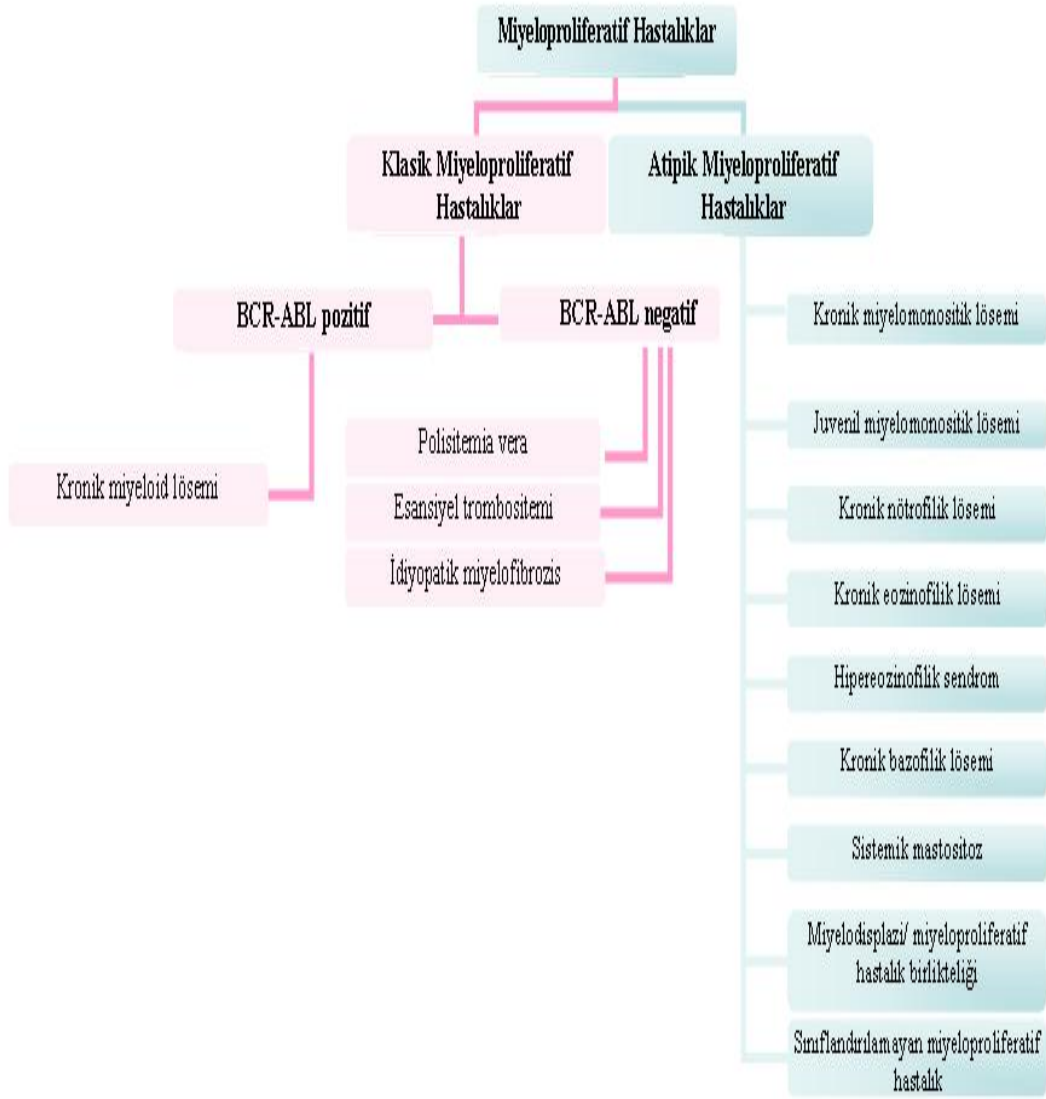 Miyeloproliferatif Hastalıklar
Klasik Miyeloproliferatif
Hastalıklar
Atipik Miyeloproliferatif
Hastalıklar
BCR-ABL pozitif
BCR-ABL negatif
Kronik miyeloid lösemi
Polisitemia vera
Esansiyel trombositemi
İdiyopatik miyelofibrozis
Kronik miyelomonositik lösemi
Juvenil miyelomonositik lösemi
Kronik nötrofilik lösemi
Kronik eozinofilik lösemi
Hipereozinofilik sendrom
Kronik bazofilik lösemi
Sistemik mastositoz
Miyelodisplazi/ miyeloproliferatif
hastalık birlikteliği
Sınıflandırılamayan miyeloproliferatif
hastalık